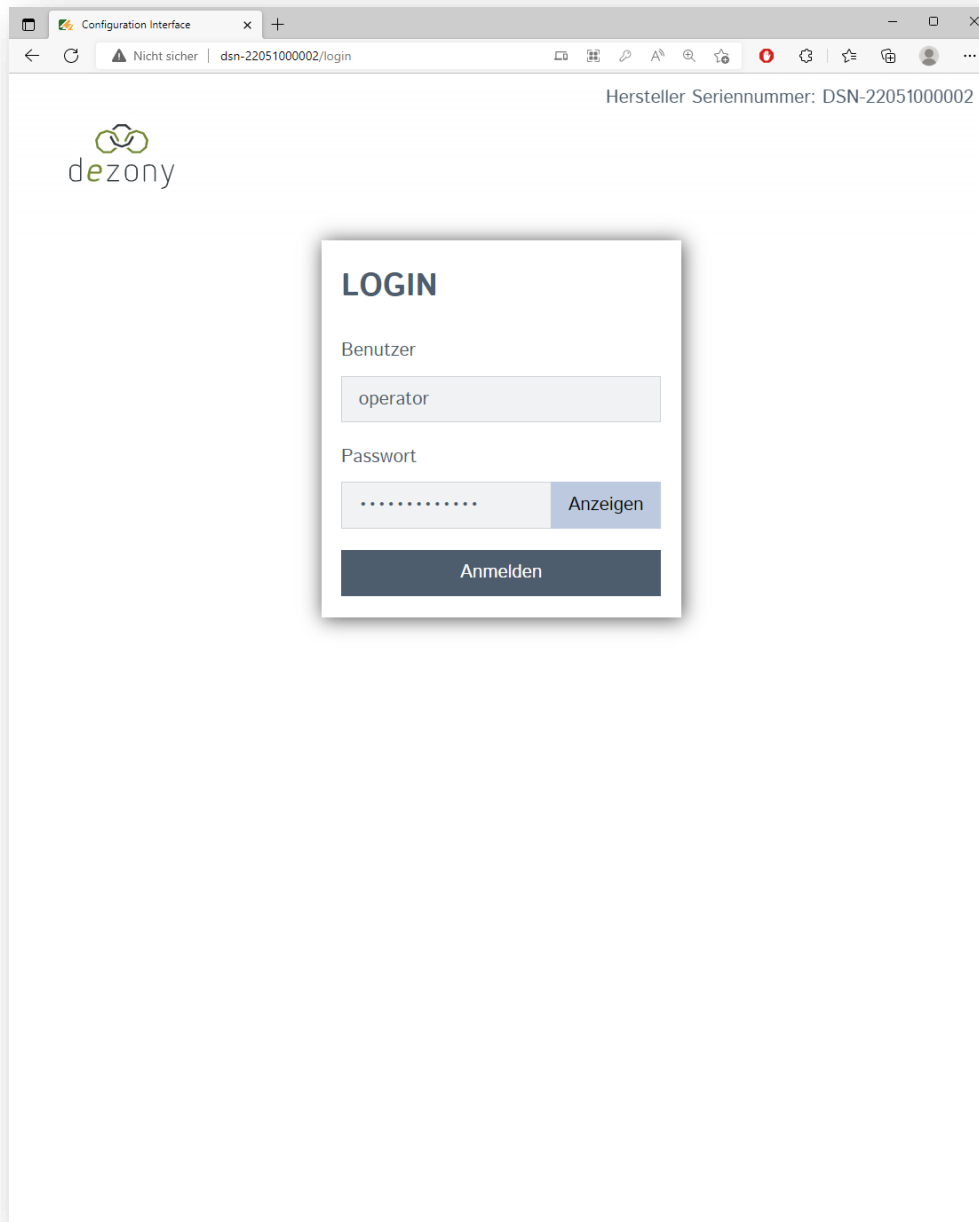 Configuration Interface
Nicht sicher | dsn-22051000002/login
Hersteller Seriennummer: DSN-22051000002
dezony
LOGIN
Benutzer
operator
Passwort
............. Anzeigen
Anmelden